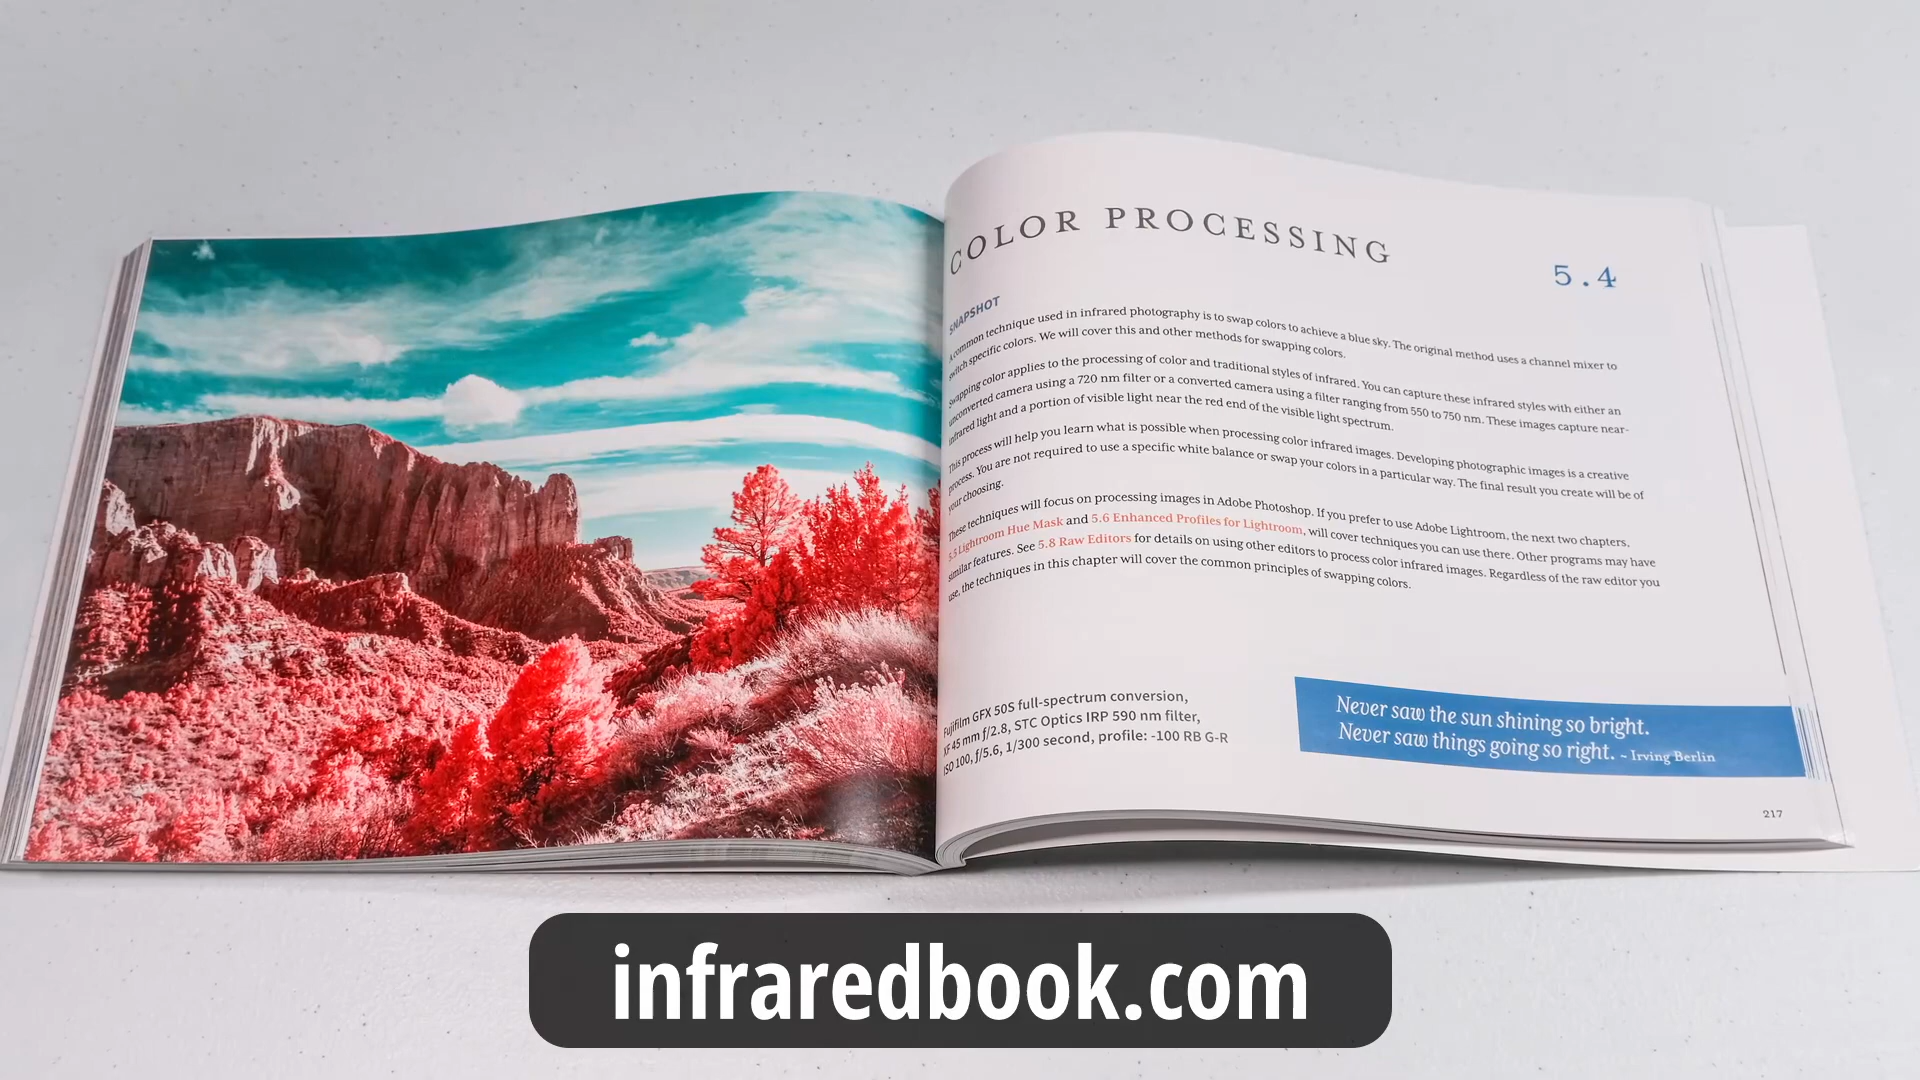 COLOR PROCESSING
5.4
SNAPSHOT
A common technique used in infrared photography is to swap colors to achieve a blue sky. The original method uses a channel mixer to
switch specific colors. We will cover this and other methods for swapping colors.
Swapping color applies to the processing of color and traditional styles of infrared. You can capture these infrared styles with either an
unconverted camera using a 720 nm filter or a converted camera using a filter ranging from 550 to 750 nm. These images capture near-
infrared light and a portion of visible light near the red end of the visible light spectrum.
This process will help you learn what is possible when processing color infrared images. Developing photographic images is a creative
process. You are not required to use a specific white balance or swap your colors in a particular way. The final result you create will be of
your choosing.
These techniques will focus on processing images in Adobe Photoshop. If you prefer to use Adobe Lightroom, the next two chapters,
5.5 Lightroom Hue Mask and 5.6 Enhanced Profiles for Lightroom, will cover techniques you can use there. Other programs may have
similar features. See 5.8 Raw Editors for details on using other editors to process color infrared images. Regardless of the raw editor you
use, the techniques in this chapter will cover the common principles of swapping colors.
Fujifilm GFX 50S full-spectrum conversion,
XF 45 mm ƒ/2.8, STC Optics IRP 590 nm filter,
ISO 100, ƒ/5.6, 1/300 second, profile: -100 RB G-R
Never saw the sun shining so bright.
Never saw things going so right. ~ Irving Berlin
217
infraredbook.com